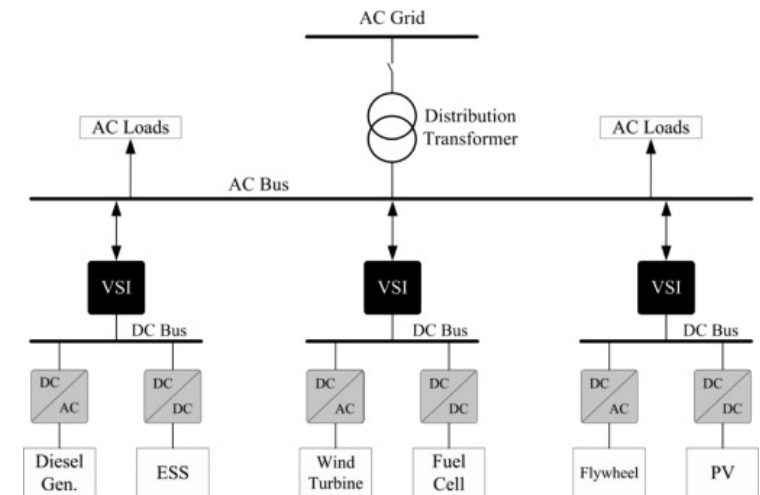 AC Grid
Distribution
Transformer
AC Loads
AC Loads
AC Bus
VSI
VSI
VSI
DC Bus
DC Bus
DC Bus
DC
AC
DC
DC
DC
AC
DC
DC
DC
AC
DC
DC
Diesel
Gen.
ESS
Wind
Turbine
Fuel
Cell
Flywheel
PV